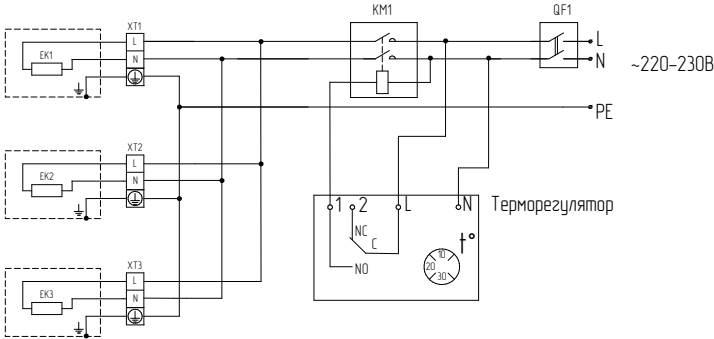 KM1
QF1
XT1
L
L
N
~220-230В
EK1
N
PE
XT2
L
EK2
N
1 2 L N Терморегулятор
NC
C
t°
NO
10
20
30
XT3
L
EK3
N